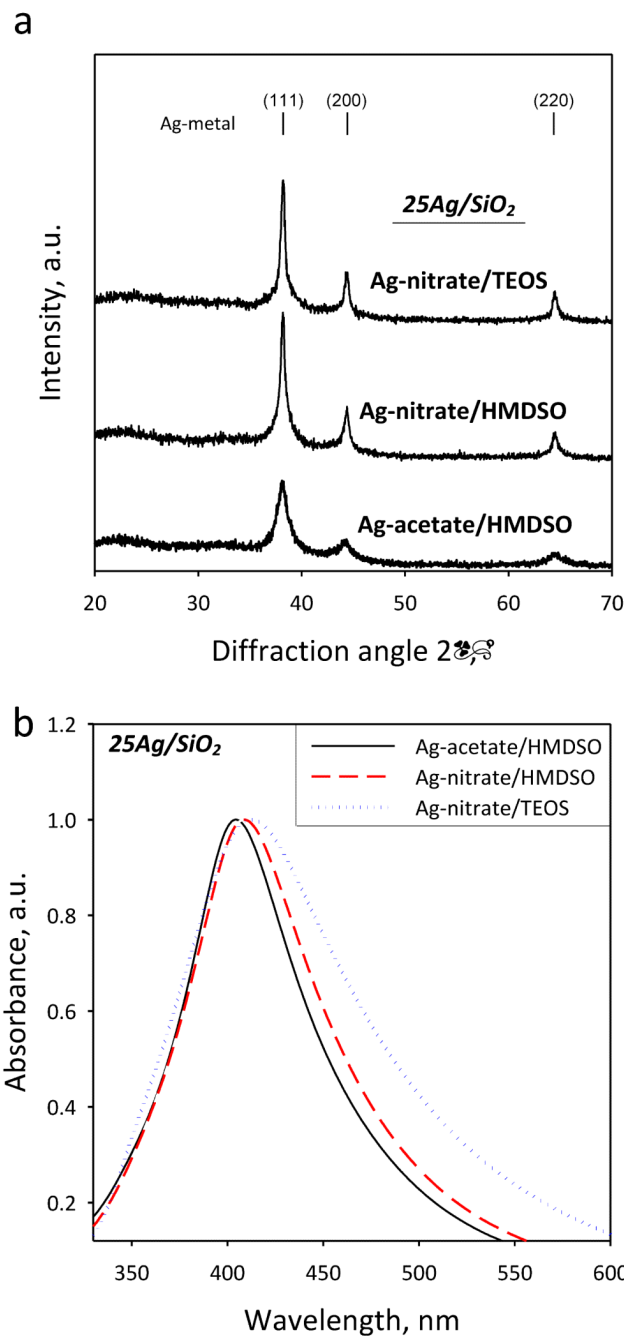 a
(111) (200) (220)
Ag-metal
25Ag/SiO₂
Ag-nitrate/TEOS
Ag-nitrate/HMDSO
Ag-acetate/HMDSO
Intensity, a.u.
20 30 40 50 60 70
Diffraction angle 2
b
1.2
1.0
0.8
0.6
0.4
0.2
25Ag/SiO₂
Ag-acetate/HMDSO
Ag-nitrate/HMDSO
Ag-nitrate/TEOS
Absorbance, a.u.
350 400 450 500 550 600
Wavelength, nm